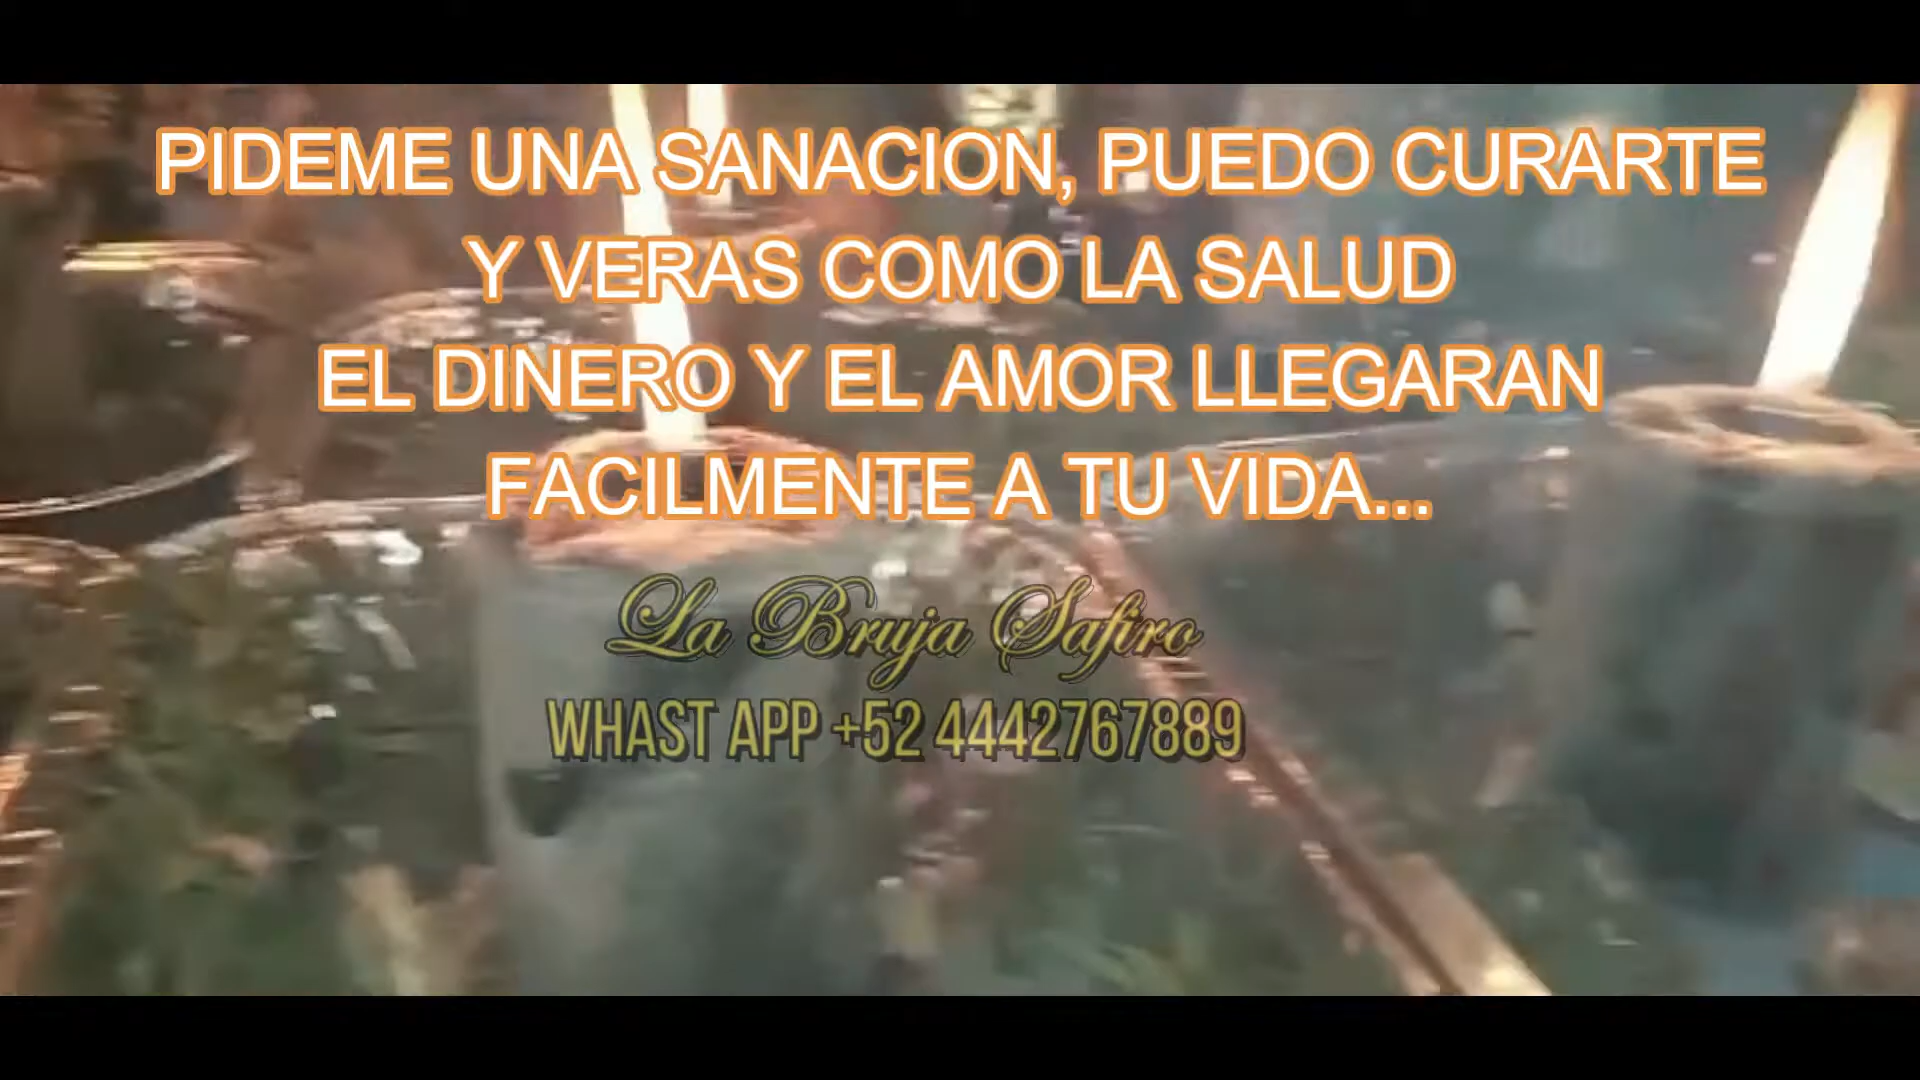 PIDEME UNA SANACION, PUEDO CURARTE
Y VERAS COMO LA SALUD
EL DINERO Y EL AMOR LLEGARAN
FACILMENTE A TU VIDA...
La Bruja Safiro
WHAST APP +52 4442767889